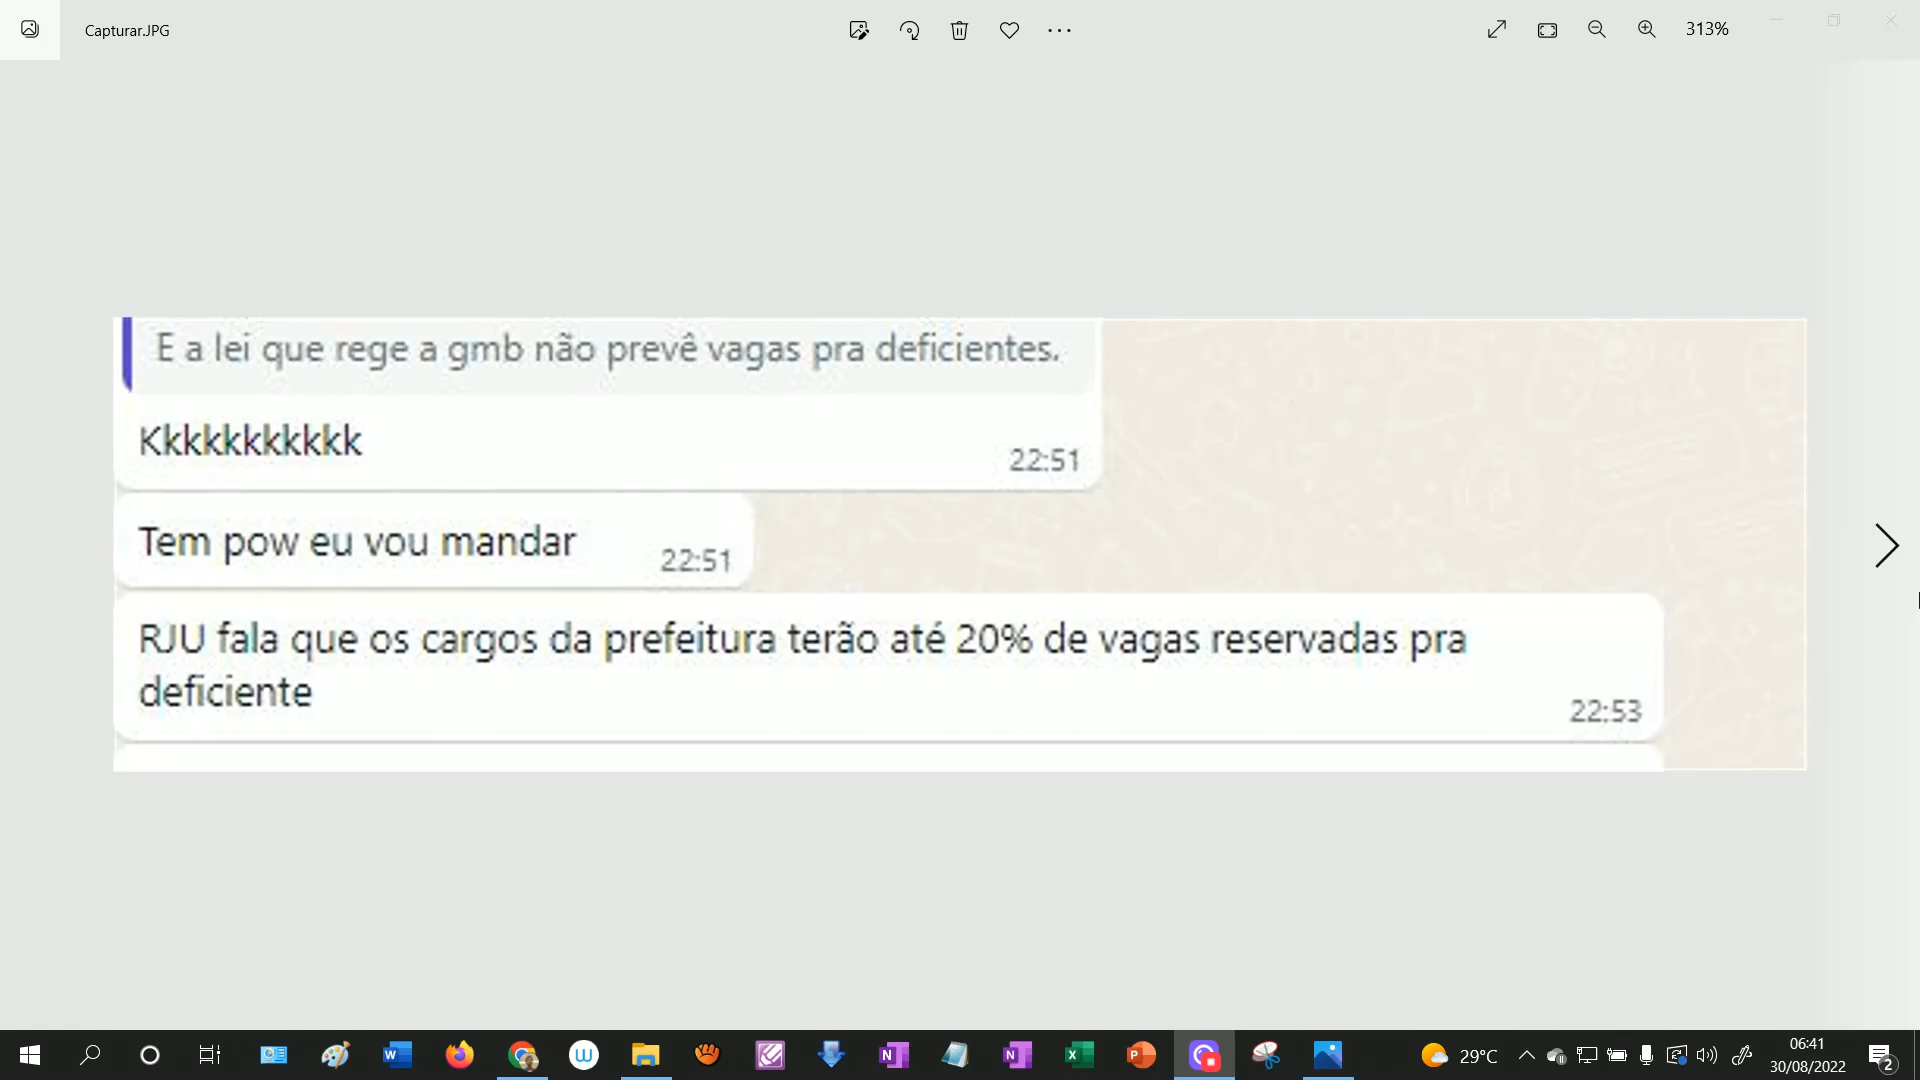 Capturar.JPG
313%
E a lei que rege a gmb não prevê vagas pra deficientes.
Kkkkkkkkkkk
22:51
Tem pow eu vou mandar
22:51
RJU fala que os cargos da prefeitura terão até 20% de vagas reservadas pra
deficiente
22:53
29°C
06:41
30/08/2022
2